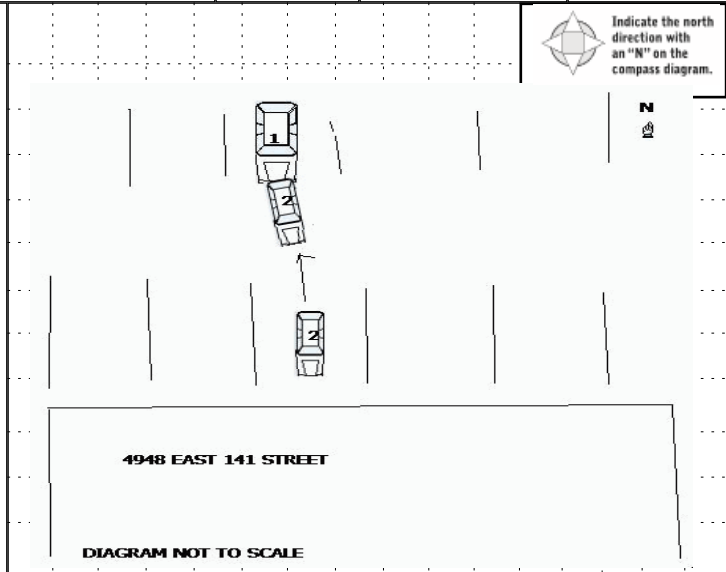 Indicate the north
direction with
an “N” on the
compass diagram.
N
1
2
2
4948 EAST 141 STREET
DIAGRAM NOT TO SCALE